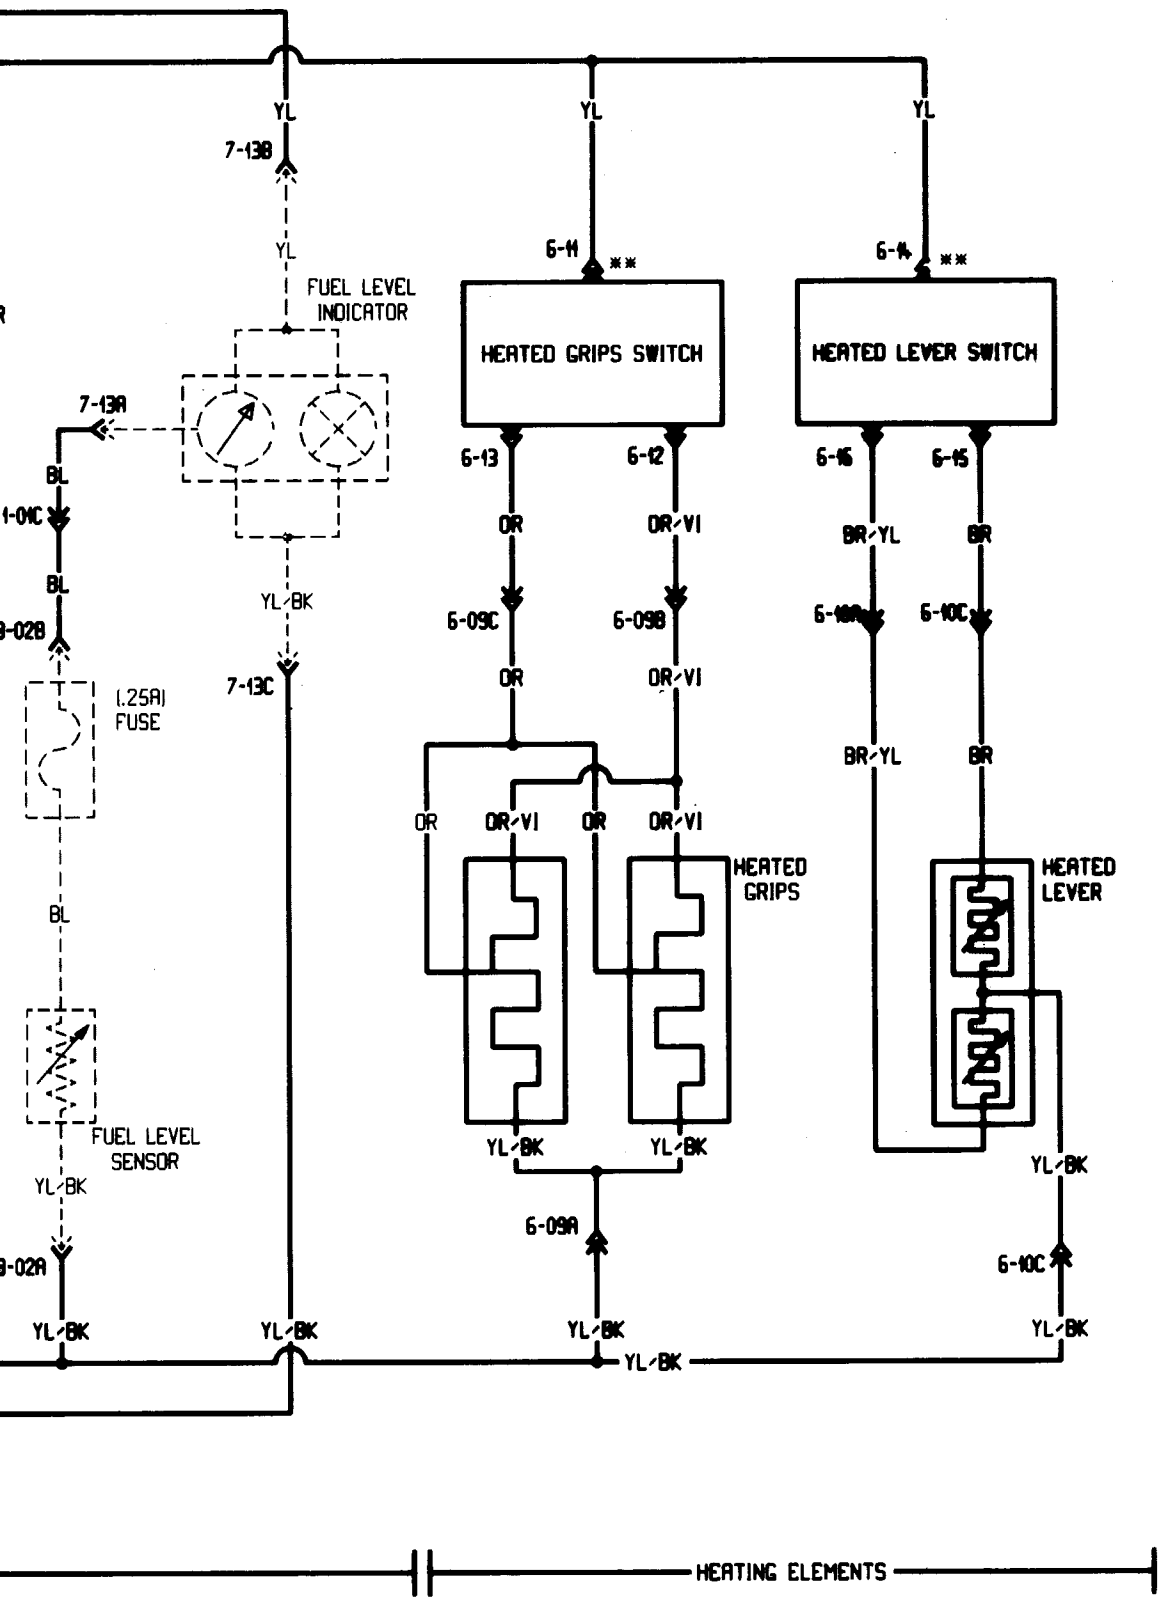 YL
YL
YL
7-13B
YL
6-11
**
6-14
**
FUEL LEVEL
INDICATOR
HEATED GRIPS SWITCH
HEATED LEVER SWITCH
7-13A
6-13
6-12
6-16
6-15
BL
1-01C
OR
OR/VI
BR/YL
BR
BL
YL/BK
6-09C
6-09B
6-10C
-02B
7-13C
OR
OR/VI
(.25A)
FUSE
BR/YL
BR
OR
OR/VI
OR
OR/VI
HEATED
GRIPS
HEATED
LEVER
BL
FUEL LEVEL
SENSOR
YL/BK
YL/BK
YL/BK
YL/BK
6-09A
-02A
6-10C
YL/BK
YL/BK
YL/BK
YL/BK
YL/BK
HEATING ELEMENTS